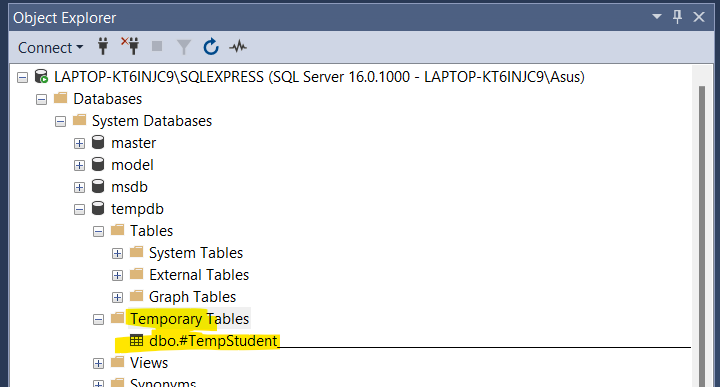 Object Explorer
Connect
LAPTOP-KT6INJC9\SQLEXPRESS (SQL Server 16.0.1000 - LAPTOP-KT6INJC9\Asus)
Databases
System Databases
master
model
msdb
tempdb
Tables
System Tables
External Tables
Graph Tables
Temporary Tables
dbo.#TempStudent___________________________________________________________
Views
Synonyms